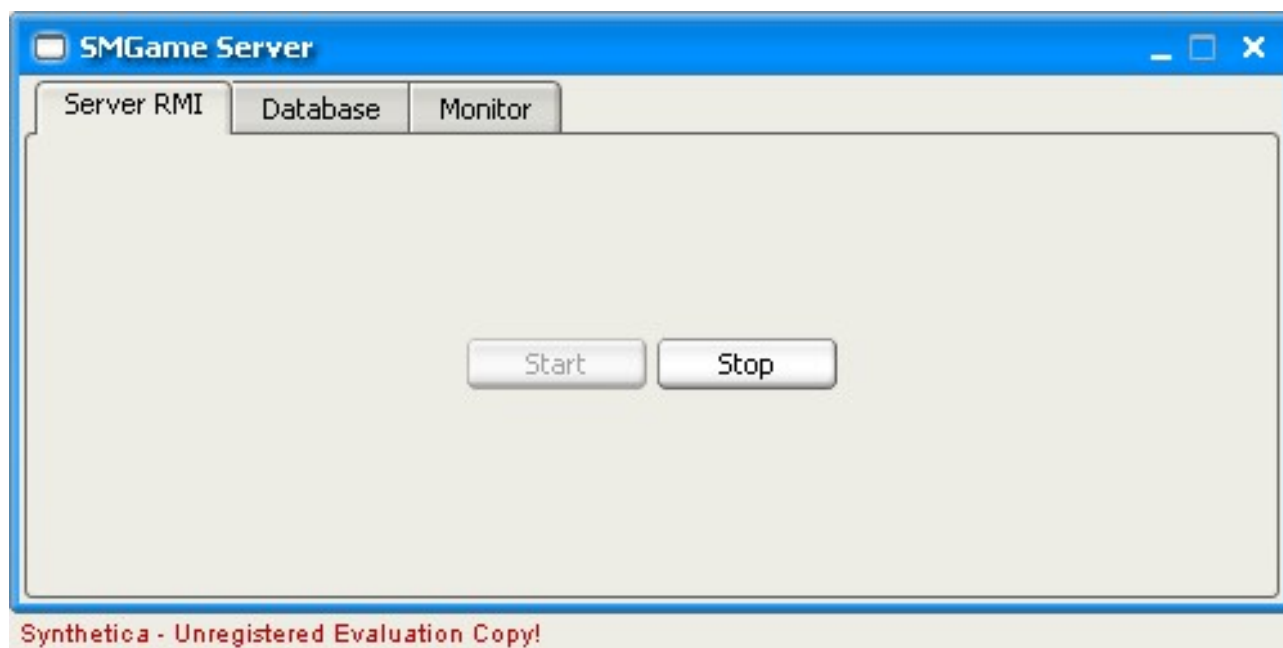 SMGame Server
Server RMI Database Monitor
Start Stop
Synthetica - Unregistered Evaluation Copy!